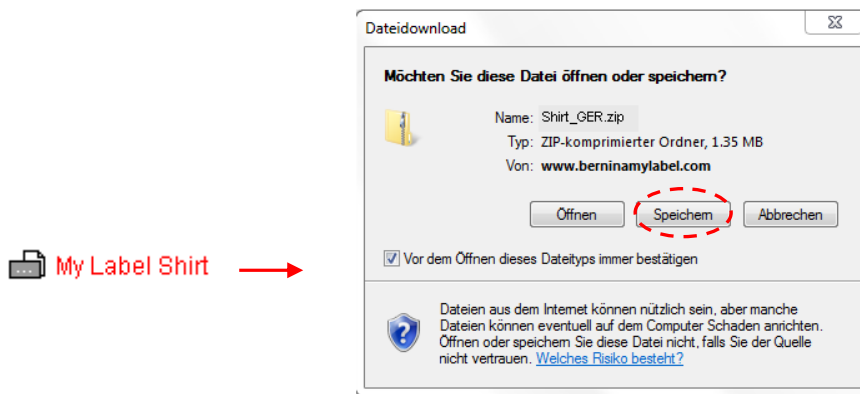 Dateidownload
Möchten Sie diese Datei öffnen oder speichern?
Name: Shirt_GER.zip
Typ: ZIP-komprimierter Ordner, 1.35 MB
Von: www.berninamylabel.com
Öffnen Speichern Abbrechen
My Label Shirt
Vor dem Öffnen dieses Dateityps immer bestätigen
Dateien aus dem Internet können nützlich sein, aber manche
Dateien können eventuell auf dem Computer Schaden anrichten.
Öffnen oder speichern Sie diese Datei nicht, falls Sie der Quelle
nicht vertrauen. Welches Risiko besteht?